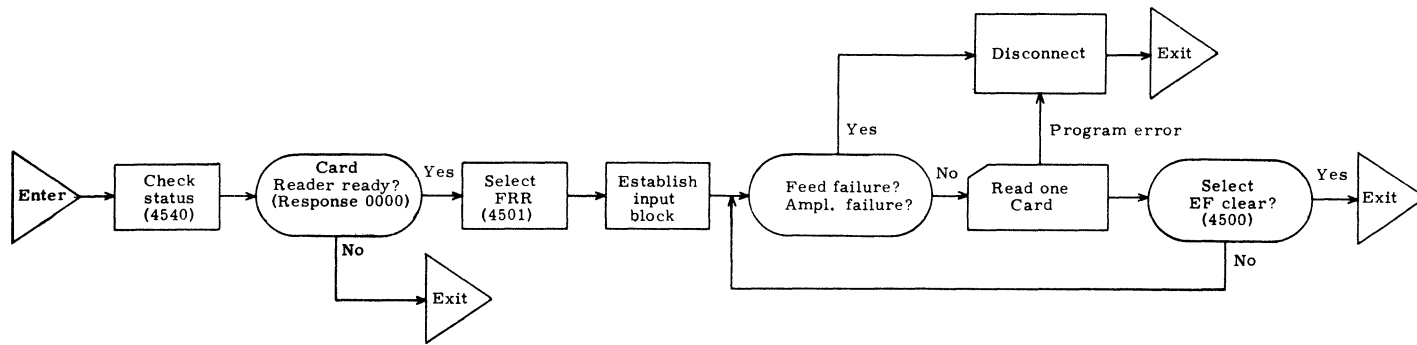 Disconnect
Exit
Yes
Program error
Enter
Check
status
(4540)
Card
Reader ready?
(Response 0000)
Yes
Select
FRR
(4501)
Establish
input
block
Feed failure?
Ampl. failure?
No
Read one
Card
Select
EF clear?
(4500)
Yes
Exit
No
Exit
No